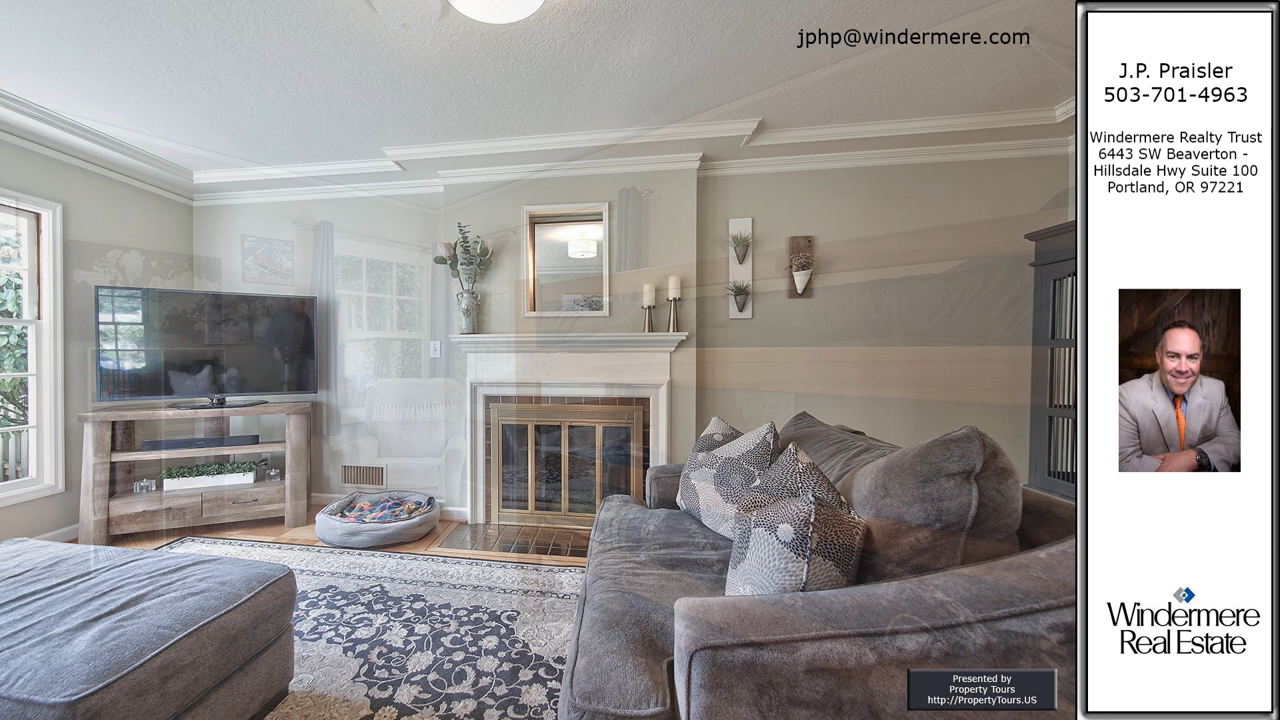 jphp@windermere.com
J.P. Praisler
503-701-4963
Windermere Realty Trust
6443 SW Beaverton -
Hillsdale Hwy Suite 100
Portland, OR 97221
Windermere
Real Estate
Presented by
Property Tours
http://PropertyTours.US